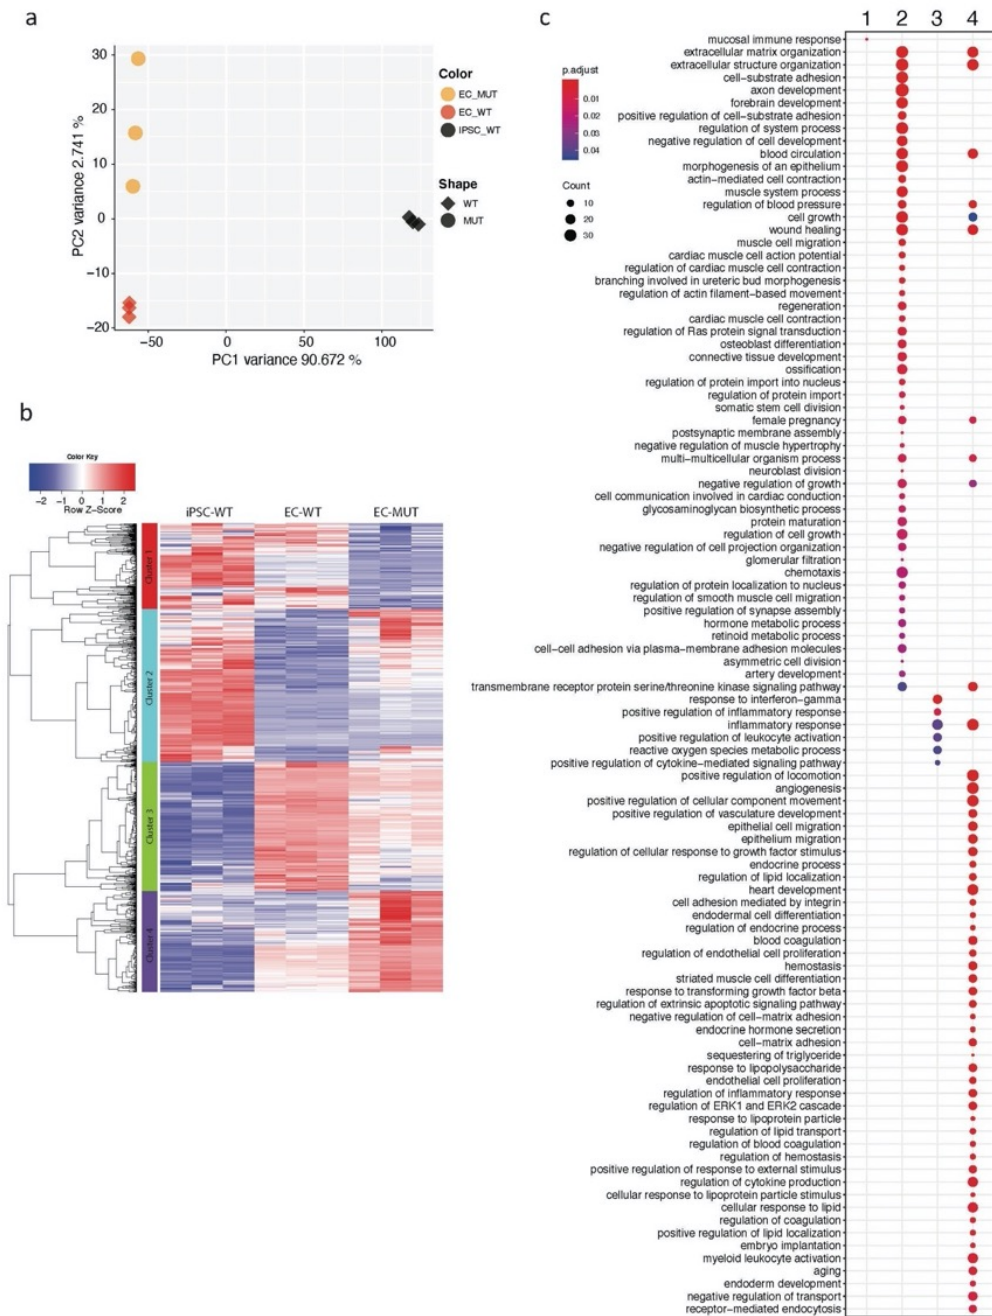 a
30
20
10
0
−10
−20
PC2 variance 2.741 %
−50
0
50
100
PC1 variance 90.672 %
Color
EC_MUT
EC_WT
iPSC_WT
Shape
WT
MUT
b
Color Key
−2 −1 0 1 2
Row Z−Score
iPSC-WT EC-WT EC-MUT
Cluster 1
Cluster 2
Cluster 3
Cluster 4
c
p.adjust
0.01
0.02
0.03
0.04
Count
10
20
30
1 2 3 4
mucosal immune response
extracellular matrix organization
extracellular structure organization
cell−substrate adhesion
axon development
forebrain development
positive regulation of cell−substrate adhesion
regulation of system process
negative regulation of cell development
blood circulation
morphogenesis of an epithelium
actin−mediated cell contraction
muscle system process
regulation of blood pressure
cell growth
wound healing
muscle cell migration
cardiac muscle cell action potential
regulation of cardiac muscle cell contraction
branching involved in ureteric bud morphogenesis
regulation of actin filament−based movement
regeneration
cardiac muscle cell contraction
regulation of Ras protein signal transduction
osteoblast differentiation
connective tissue development
ossification
regulation of protein import into nucleus
regulation of protein import
somatic stem cell division
female pregnancy
postsynaptic membrane assembly
negative regulation of muscle hypertrophy
multi−multicellular organism process
neuroblast division
negative regulation of growth
cell communication involved in cardiac conduction
glycosaminoglycan biosynthetic process
protein maturation
regulation of cell growth
negative regulation of cell projection organization
glomerular filtration
chemotaxis
regulation of protein localization to nucleus
regulation of smooth muscle cell migration
positive regulation of synapse assembly
hormone metabolic process
retinoid metabolic process
cell−cell adhesion via plasma−membrane adhesion molecules
asymmetric cell division
artery development
transmembrane receptor protein serine/threonine kinase signaling pathway
response to interferon−gamma
positive regulation of inflammatory response
inflammatory response
positive regulation of leukocyte activation
reactive oxygen species metabolic process
positive regulation of cytokine−mediated signaling pathway
positive regulation of locomotion
angiogenesis
positive regulation of cellular component movement
positive regulation of vasculature development
epithelial cell migration
epithelium migration
regulation of cellular response to growth factor stimulus
endocrine process
regulation of lipid localization
heart development
cell adhesion mediated by integrin
endodermal cell differentiation
regulation of endocrine process
blood coagulation
regulation of endothelial cell proliferation
hemostasis
striated muscle cell differentiation
response to transforming growth factor beta
regulation of extrinsic apoptotic signaling pathway
negative regulation of cell−matrix adhesion
endocrine hormone secretion
cell−matrix adhesion
sequestering of triglyceride
response to lipopolysaccharide
endothelial cell proliferation
regulation of inflammatory response
regulation of ERK1 and ERK2 cascade
response to lipoprotein particle
regulation of lipid transport
regulation of blood coagulation
regulation of hemostasis
positive regulation of response to external stimulus
regulation of cytokine production
cellular response to lipoprotein particle stimulus
cellular response to lipid
regulation of coagulation
positive regulation of lipid localization
embryo implantation
myeloid leukocyte activation
aging
endoderm development
negative regulation of transport
receptor−mediated endocytosis